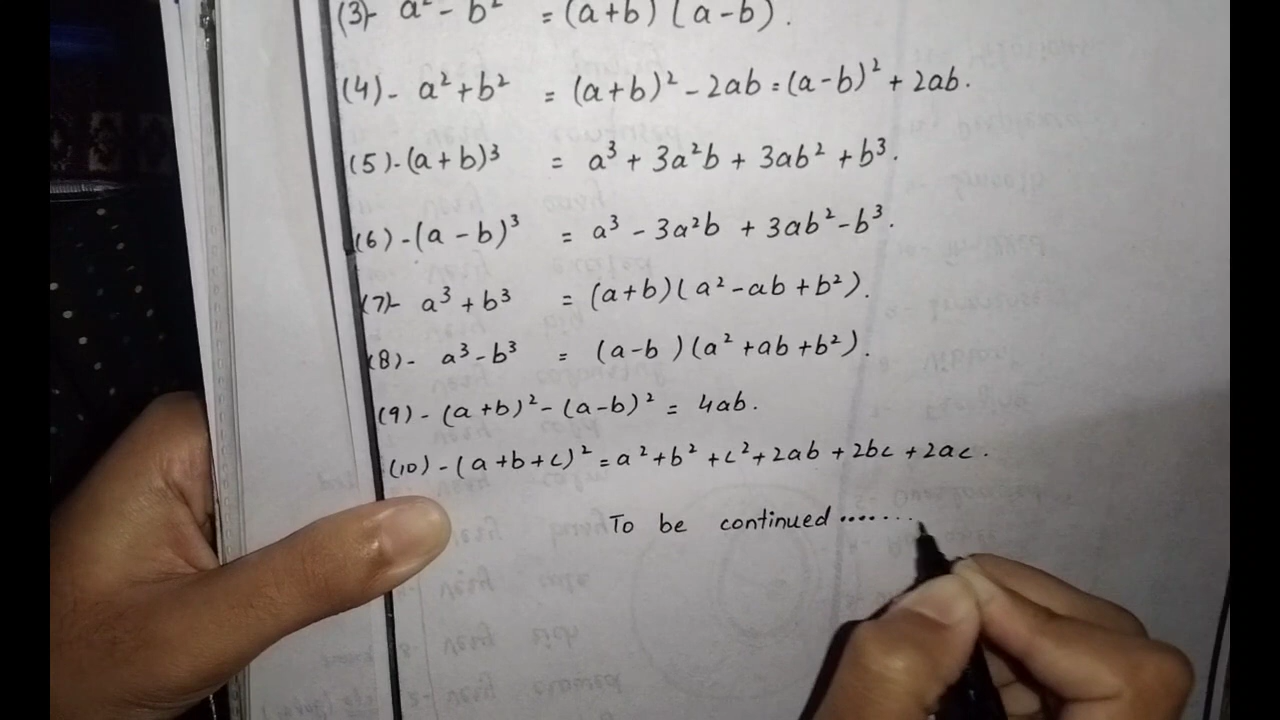 (3)- a² - b² = (a+b) (a-b).
(4)- a² + b² = (a+b)² - 2ab = (a-b)² + 2ab.
(5)-(a+b)³ = a³ + 3a²b + 3ab² + b³.
(6)-(a-b)³ = a³ - 3a²b + 3ab² - b³.
(7)- a³ + b³ = (a+b)(a² - ab + b²).
(8)- a³ - b³ = (a-b)(a² + ab + b²).
(9)-(a+b)² - (a-b)² = 4ab.
(10)-(a+b+c)² = a² + b² + c² + 2ab + 2bc + 2ac.
To be continued ........